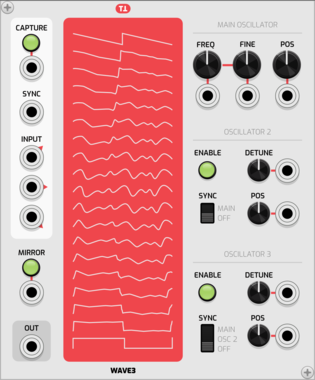 TT
CAPTURE
SYNC
INPUT
MIRROR
OUT
MAIN OSCILLATOR
FREQ FINE POS
OSCILLATOR 2
ENABLE DETUNE
SYNC POS
MAIN
OFF
OSCILLATOR 3
ENABLE DETUNE
SYNC POS
MAIN
OSC 2
OFF
WAVE3